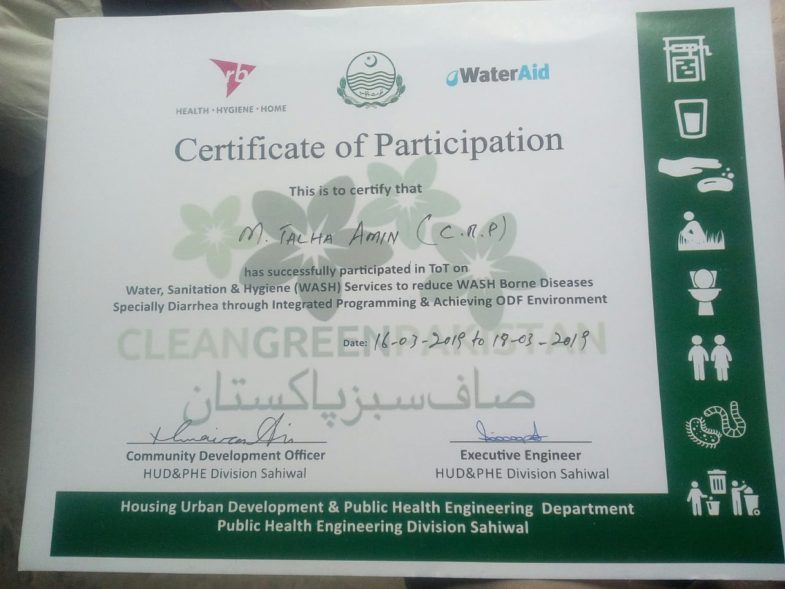 rb
HEALTH • HYGIENE • HOME
WaterAid
Certificate of Participation
This is to certify that
M. TALHA AMIN (C.R.P)
has successfully participated in ToT on
Water, Sanitation & Hygiene (WASH) Services to reduce WASH Borne Diseases
Specially Diarrhea through Integrated Programming & Achieving ODF Environment
Date: 16-03-2019 to 19-03-2019
CLEANGREENPAKISTAN
صاف سبز پاکستان
Community Development Officer
HUD&PHE Division Sahiwal
Executive Engineer
HUD&PHE Division Sahiwal
Housing Urban Development & Public Health Engineering Department
Public Health Engineering Division Sahiwal